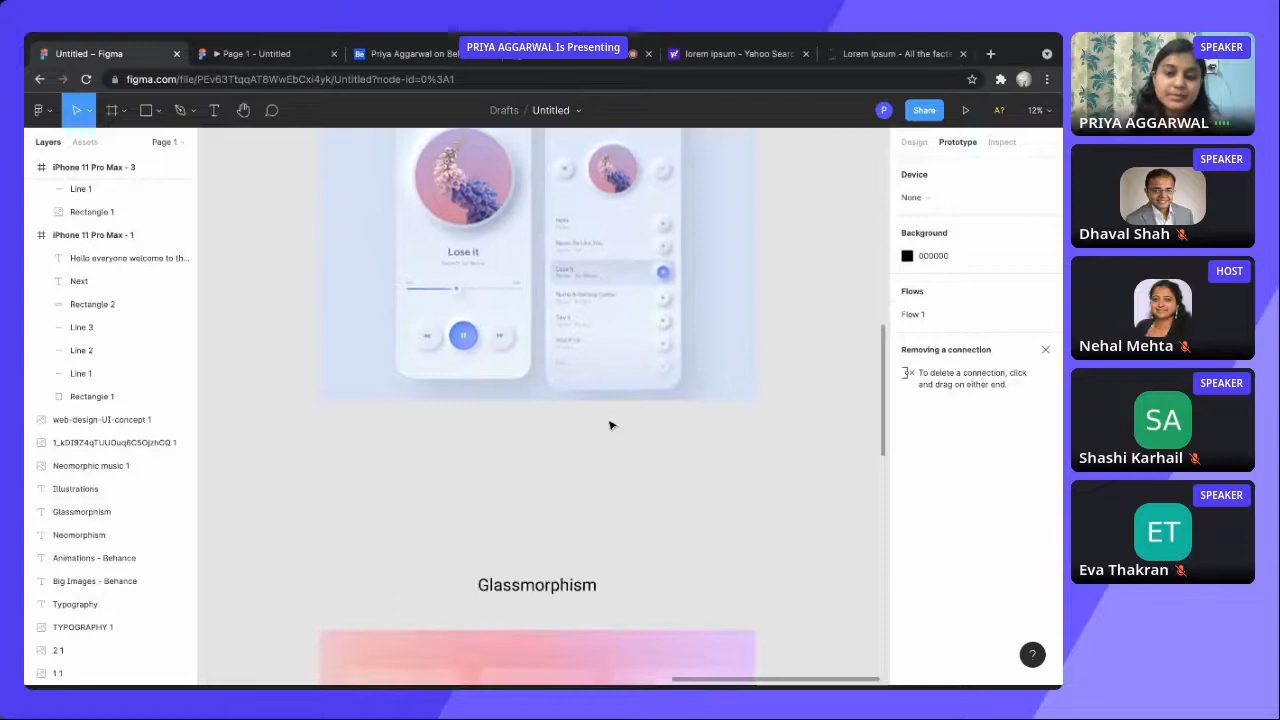 PRIYA AGGARWAL Is Presenting
Untitled – Figma
Page 1 - Untitled
Priya Aggarwal on Be
lorem ipsum - Yahoo Sear
Lorem Ipsum - All the facts
figma.com/file/PEv63TtqqAT8WwEbCxi4yk/Untitled?node-id=0%3A1
Drafts / Untitled
P
Share
A?
12%
Layers
Assets
Page 1
iPhone 11 Pro Max - 3
Line 1
Rectangle 1
iPhone 11 Pro Max - 1
Hello everyone welcome to th...
Next
Rectangle 2
Line 3
Line 2
Line 1
Rectangle 1
web-design-UI-concept 1
Neomorphic music 1
Illustrations
Glassmorphism
Neomorphism
Animations - Behance
Big Images - Behance
Typography
TYPOGRAPHY 1
2 1
1 1
Lose it
Lose it
Glassmorphism
Design
Prototype
Inspect
Device
None
Background
000000
Flows
Flow 1
Removing a connection
To delete a connection, click
and drag on either end.
?
SPEAKER
PRIYA AGGARWAL
SPEAKER
Dhaval Shah
HOST
Nehal Mehta
SPEAKER
SA
Shashi Karhail
SPEAKER
ET
Eva Thakran